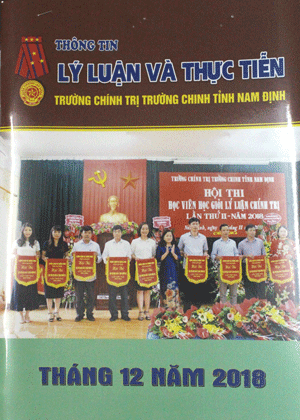 THÔNG TIN
LÝ LUẬN VÀ THỰC TIỄN
TRƯỜNG CHÍNH TRỊ TRƯỜNG CHINH TỈNH NAM ĐỊNH
TRƯỜNG CHÍNH TRỊ TRƯỜNG CHINH TỈNH NAM ĐỊNH
HỘI THI
HỌC VIÊN HỌC GIỎI LÝ LUẬN CHÍNH TRỊ
LẦN THỨ II - NĂM 2018
THÁNG 12 NĂM 2018